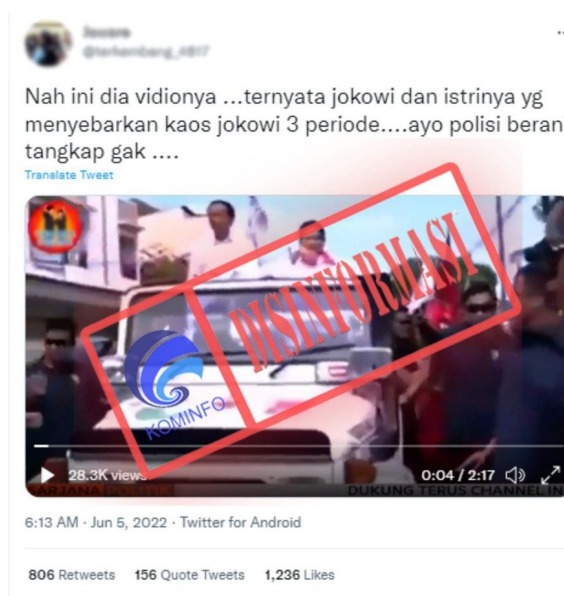 Nah ini dia vidionya ...ternyata jokowi dan istrinya yg
menyebarkan kaos jokowi 3 periode....ayo polisi beran
tangkap gak ....
Translate Tweet
DISINFORMASI
KOMINFO
28.3K views
0:04 / 2:17
SARJANA POLITIK
DUKUNG TERUS CHANNEL IN
6:13 AM · Jun 5, 2022 · Twitter for Android
806 Retweets 156 Quote Tweets 1,236 Likes